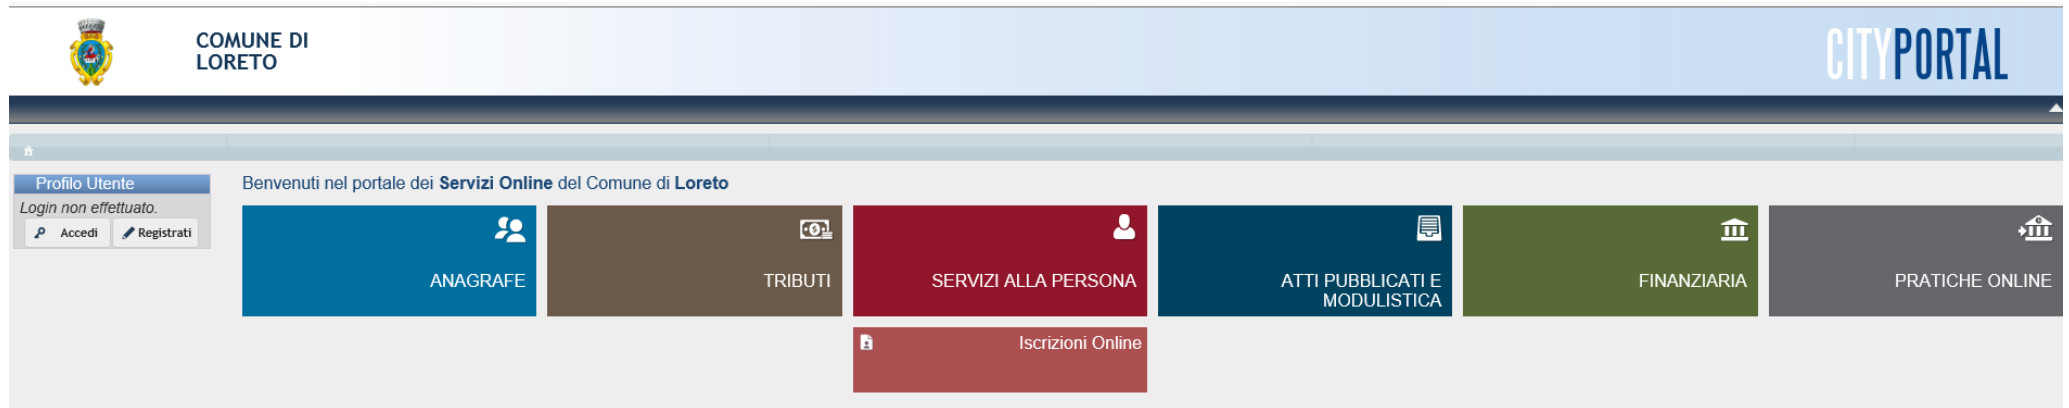 COMUNE DI
LORETO
CITYPORTAL
Profilo Utente
Login non effettuato.
Accedi
Registrati
Benvenuti nel portale dei Servizi Online del Comune di Loreto
ANAGRAFE
TRIBUTI
SERVIZI ALLA PERSONA
ATTI PUBBLICATI E
MODULISTICA
FINANZIARIA
PRATICHE ONLINE
Iscrizioni Online